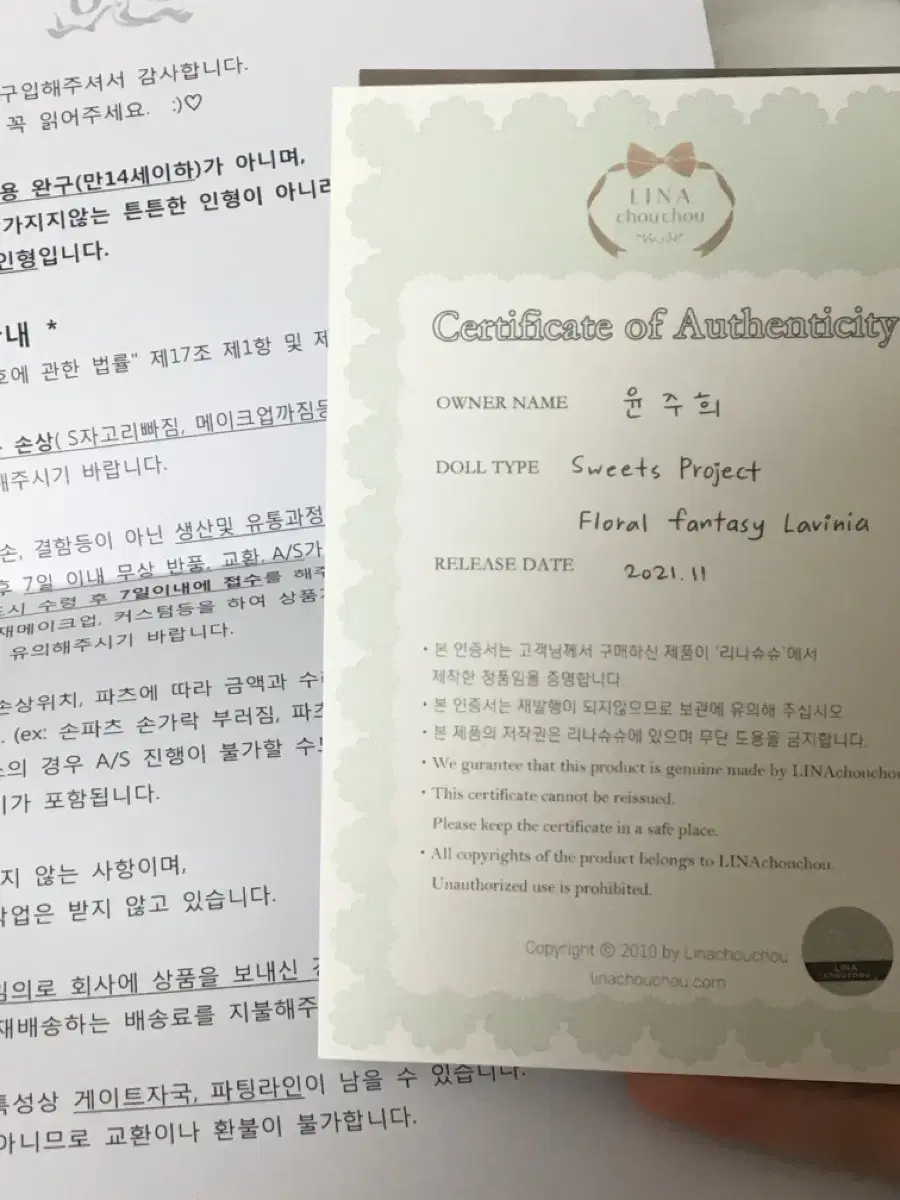 구입해주셔서 감사합니다.
꼭 읽어주세요. :)♡
용 완구(만14세이하)가 아니며,
가지지않는 튼튼한 인형이 아니라
인형입니다.
내 *
호에 관한 법률" 제17조 제1항 및 제
손상( S자고리빠짐, 메이크업까짐등
해주시기 바랍니다.
손, 결함등이 아닌 생산및 유통과정
후 7일 이내 무상 반품, 교환, A/S가
도시 수령 후 7일이내에 접수를 해주
재메이크업, 커스텀등을 하여 상품
유의해주시기 바랍니다.
손상위치, 파츠에 따라 금액과 수
. (ex: 손파츠 손가락 부러짐, 파츠
의 경우 A/S 진행이 불가할 수
가 포함됩니다.
지 않는 사항이며,
작업은 받지 않고 있습니다.
임의로 회사에 상품을 보내신
재배송하는 배송료를 지불해주
특성상 게이트자국, 파팅라인이 남을 수 있습니다.
아니므로 교환이나 환불이 불가합니다.
LINA
chouchou
Certificate of Authenticity
OWNER NAME 윤주희
DOLL TYPE Sweets Project
Floral fantasy Lavinia
RELEASE DATE 2021.11
• 본 인증서는 고객님께서 구매하신 제품이 '리나슈슈'에서
제작한 정품임을 증명합니다.
• 본 인증서는 재발행이 되지않으므로 보관에 유의해 주십시오
• 본 제품의 저작권은 리나슈슈에 있으며 무단 도용을 금지합니다.
• We gurantee that this product is genuine made by LINAchouchou
• This certificate cannot be reissued.
Please keep the certificate in a safe place.
• All copyrights of the product belongs to LINAchouchou.
Unauthorized use is prohibited.
Copyright © 2010 by Linachouchou
linachouchou.com
LINA
chouchou